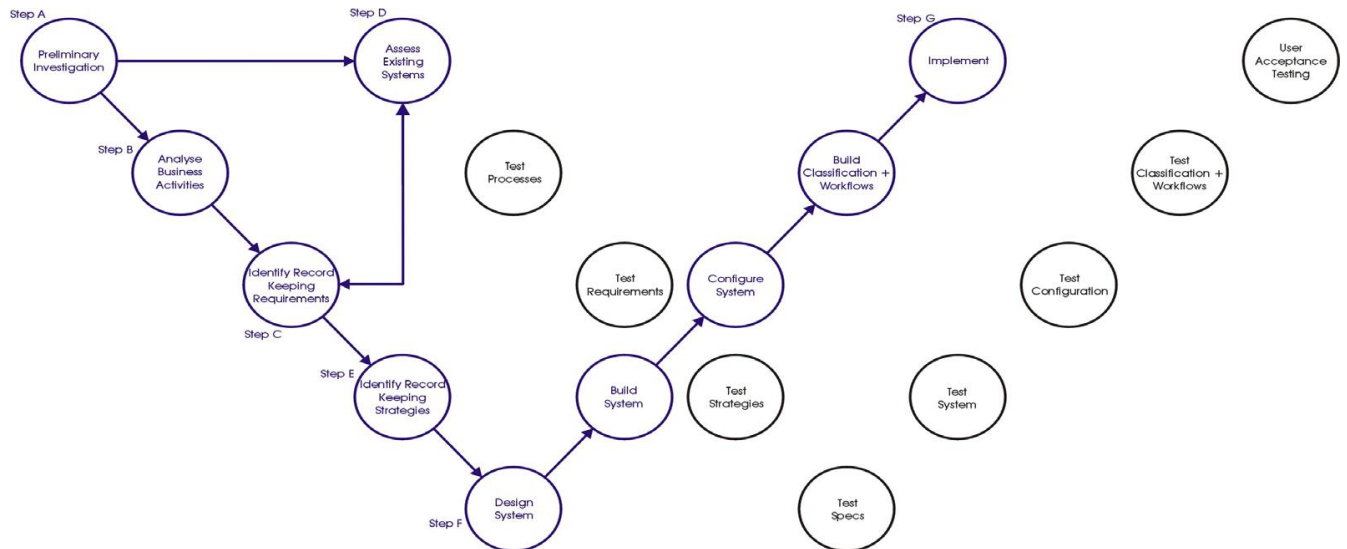 Step A
Preliminary
Investigation
Step D
Assess
Existing
Systems
Step G
Implement
User
Acceptance
Testing
Step B
Analyse
Business
Activities
Test
Processes
Build
Classification +
Workflows
Test
Classification +
Workflows
Identify Record
Keeping
Requirements
Step C
Test
Requirements
Configure
System
Test
Configuration
Step E
Identify Record
Keeping
Strategies
Build
System
Test
Strategies
Test
System
Step F
Design
System
Test
Specs